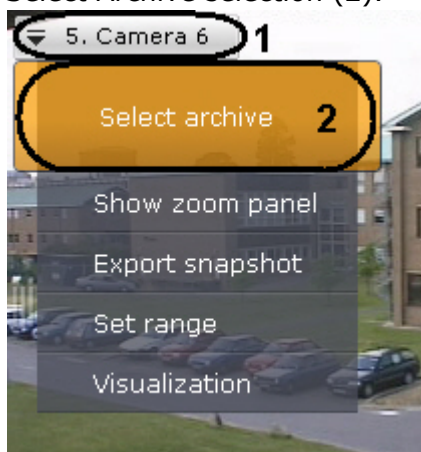 Select Archive selection (2).
5. Camera 6 1
Select archive 2
Show zoom panel
Export snapshot
Set range
Visualization